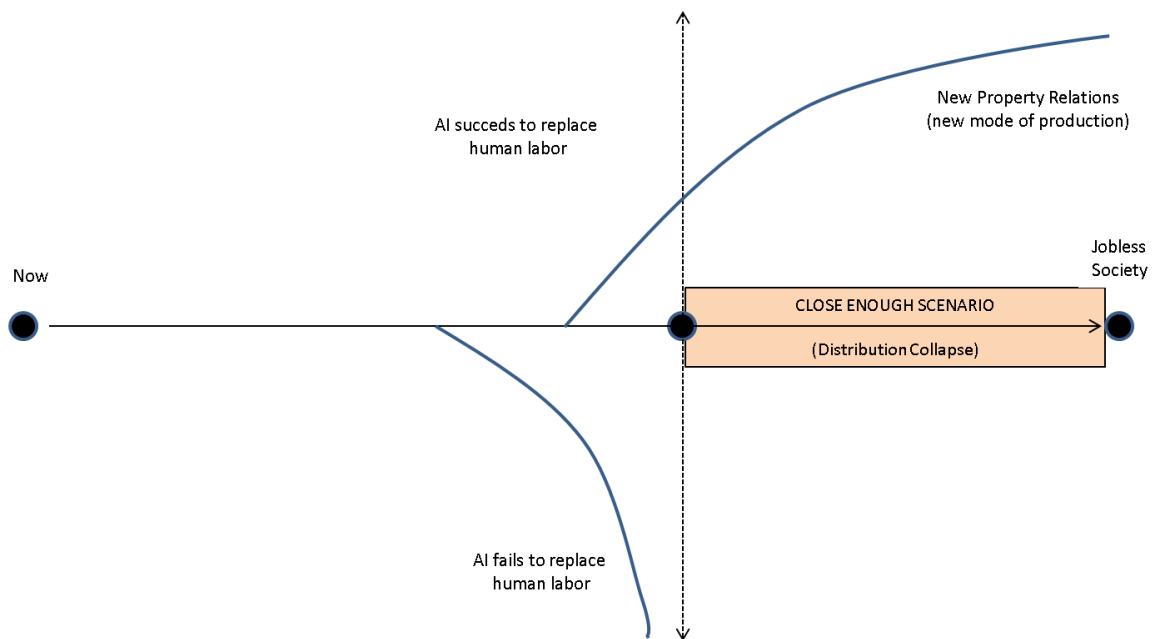 AI succeds to replace
human labor
New Property Relations
(new mode of production)
Now
Jobless
Society
CLOSE ENOUGH SCENARIO
(Distribution Collapse)
AI fails to replace
human labor